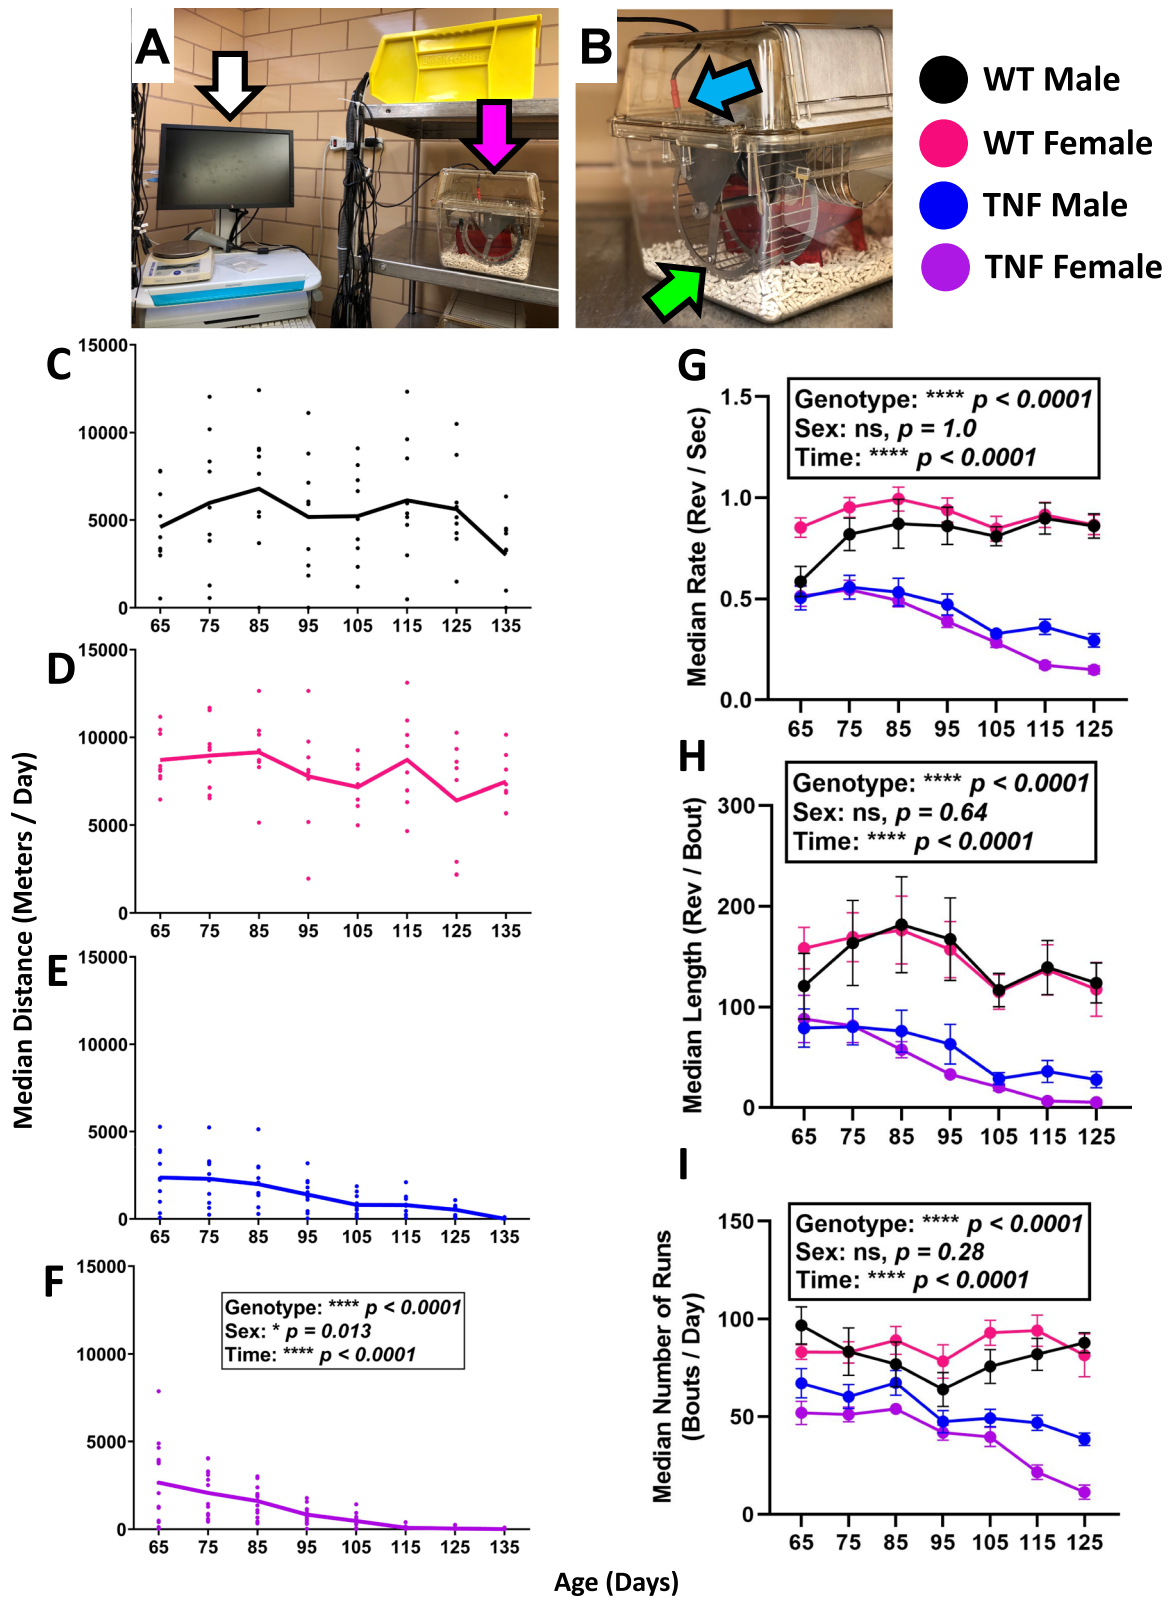 A
B
WT Male
WT Female
TNF Male
TNF Female
Median Distance (Meters / Day)
C
15000
10000
5000
0
65 75 85 95 105 115 125 135
D
15000
10000
5000
0
65 75 85 95 105 115 125 135
E
15000
10000
5000
0
65 75 85 95 105 115 125 135
F
15000
10000
5000
0
Genotype: **** p < 0.0001
Sex: * p = 0.013
Time: **** p < 0.0001
65 75 85 95 105 115 125 135
G
Median Rate (Rev / Sec)
1.5
1.0
0.5
0.0
Genotype: **** p < 0.0001
Sex: ns, p = 1.0
Time: **** p < 0.0001
65 75 85 95 105 115 125
H
Median Length (Rev / Bout)
300
200
100
0
Genotype: **** p < 0.0001
Sex: ns, p = 0.64
Time: **** p < 0.0001
65 75 85 95 105 115 125
I
Median Number of Runs
(Bouts / Day)
150
100
50
0
Genotype: **** p < 0.0001
Sex: ns, p = 0.28
Time: **** p < 0.0001
65 75 85 95 105 115 125
Age (Days)